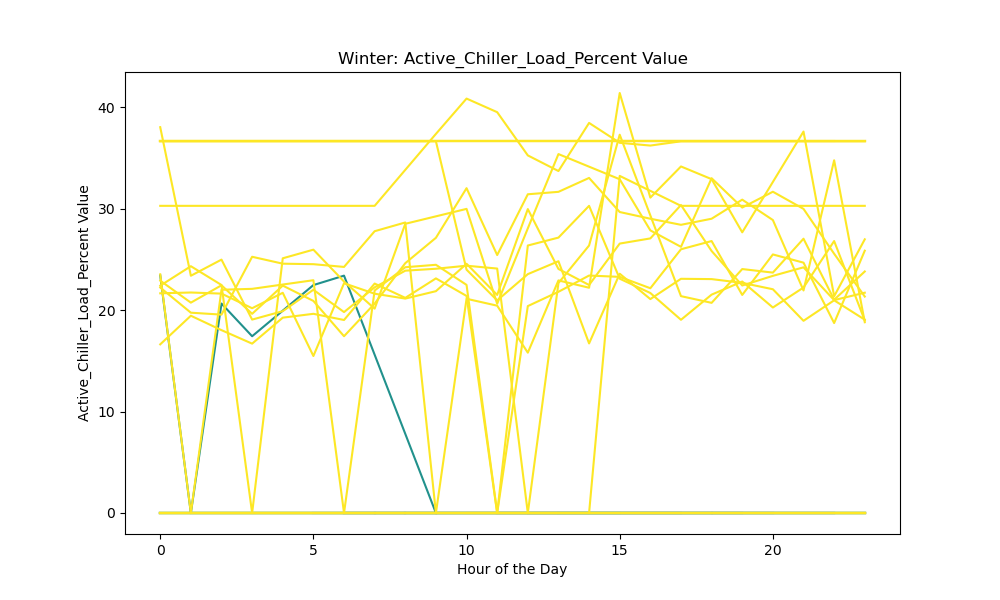 Winter: Active_Chiller_Load_Percent Value
Active_Chiller_Load_Percent Value
40
30
20
10
0
0 5 10 15 20
Hour of the Day